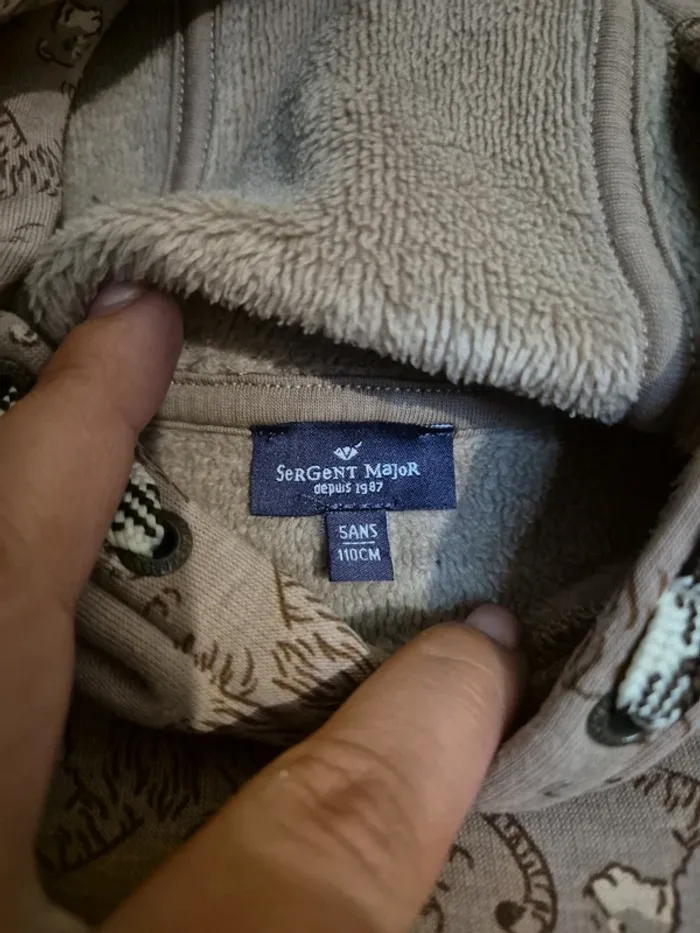 SeRGeNT MaJoR
depuis 1987
5ANS
110CM